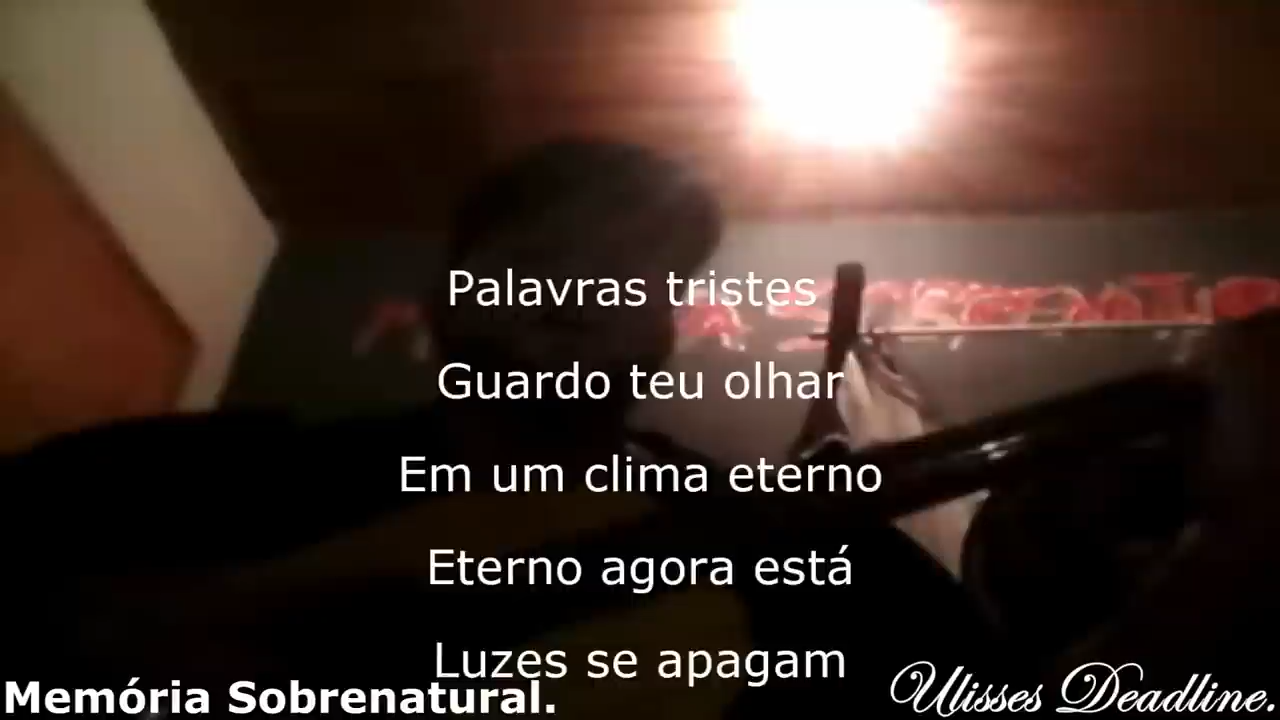 Palavras tristes
Guardo teu olhar
Em um clima eterno
Eterno agora está
Luzes se apagam
Memória Sobrenatural.
Ulisses Deadline.